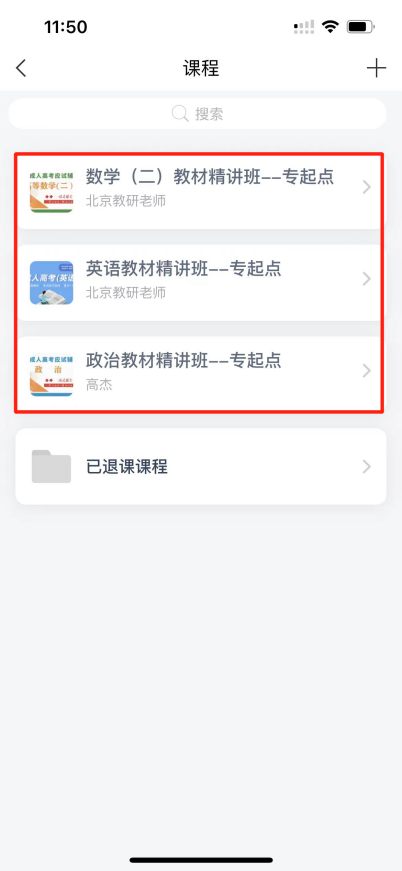 11:50
课程
搜索
成人高考应试辅
高等数学(二)
数学（二）教材精讲班--专起点
北京教研老师
人高考(英语
英语教材精讲班--专起点
北京教研老师
成人高考应试辅
政 治
政治教材精讲班--专起点
高杰
已退课课程